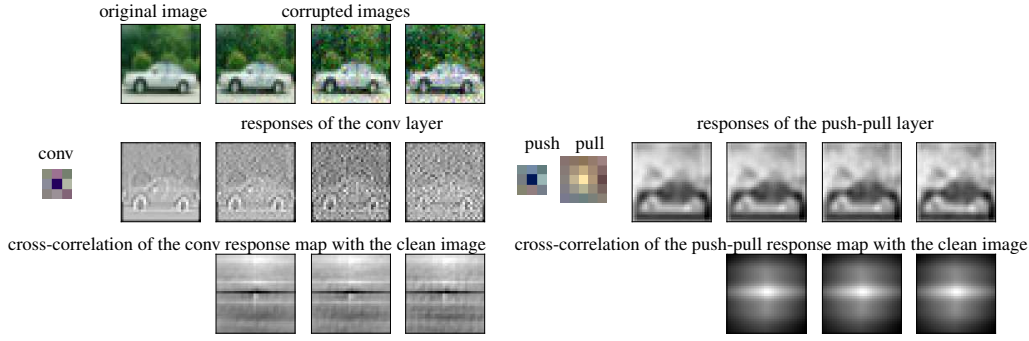 original image
corrupted images
responses of the conv layer
responses of the push-pull layer
conv
push
pull
cross-correlation of the conv response map with the clean image
cross-correlation of the push-pull response map with the clean image